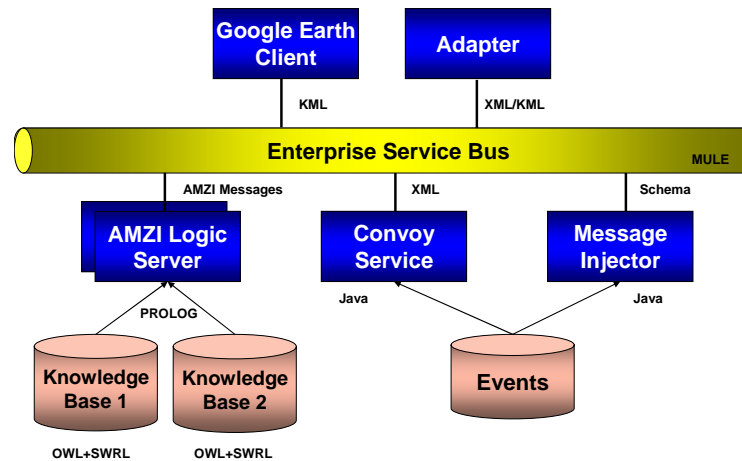 Google Earth
Client
Adapter
KML
XML/KML
Enterprise Service Bus
MULE
AMZI Messages
XML
Schema
AMZI Logic
Server
Convoy
Service
Message
Injector
PROLOG
Java
Java
Knowledge
Base 1
Knowledge
Base 2
Events
OWL+SWRL
OWL+SWRL